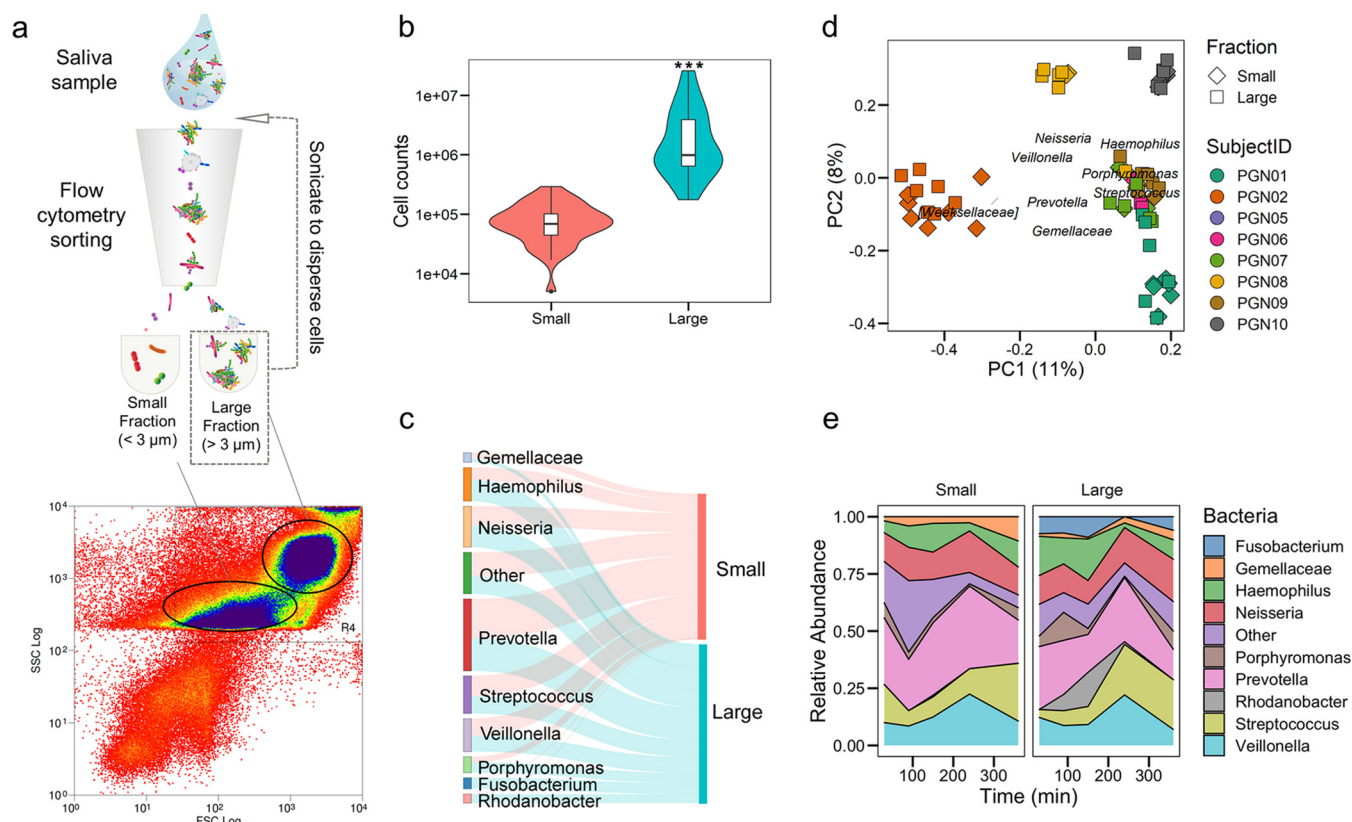 a
Saliva
sample
Flow
cytometry
sorting
Sonicate to disperse cells
Small
Fraction
(< 3 µm)
Large
Fraction
(> 3 µm)
10⁴
10³
10²
10¹
10⁰
SSC Log
R4
10⁰
10¹
10²
10³
10⁴
FSC Log
b
***
Cell counts
1e+07
1e+06
1e+05
1e+04
Small
Large
c
Gemellaceae
Haemophilus
Neisseria
Other
Prevotella
Streptococcus
Veillonella
Porphyromonas
Fusobacterium
Rhodanobacter
Small
Large
d
PC2 (8%)
0.2
0.0
-0.2
-0.4
Neisseria
Haemophilus
Veillonella
Porphyromonas
Streptococcus
Prevotella
[Weeksellaceae]
Gemellaceae
-0.4
-0.2
0.0
0.2
PC1 (11%)
Fraction
Small
Large
SubjectID
PGN01
PGN02
PGN05
PGN06
PGN07
PGN08
PGN09
PGN10
e
Small
Large
Relative Abundance
1.00
0.75
0.50
0.25
0.00
100
200
300
100
200
300
Time (min)
Bacteria
Fusobacterium
Gemellaceae
Haemophilus
Neisseria
Other
Porphyromonas
Prevotella
Rhodanobacter
Streptococcus
Veillonella